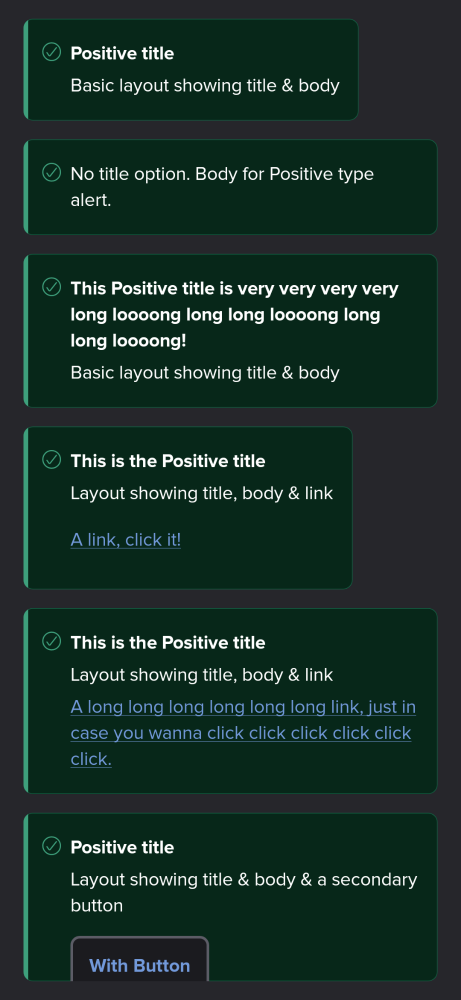 Positive title
Basic layout showing title & body
No title option. Body for Positive type
alert.
This Positive title is very very very very
long loooong long long loooong long
long loooong!
Basic layout showing title & body
This is the Positive title
Layout showing title, body & link
A link, click it!
This is the Positive title
Layout showing title, body & link
A long long long long long long link, just in
case you wanna click click click click click
click.
Positive title
Layout showing title & body & a secondary
button
With Button